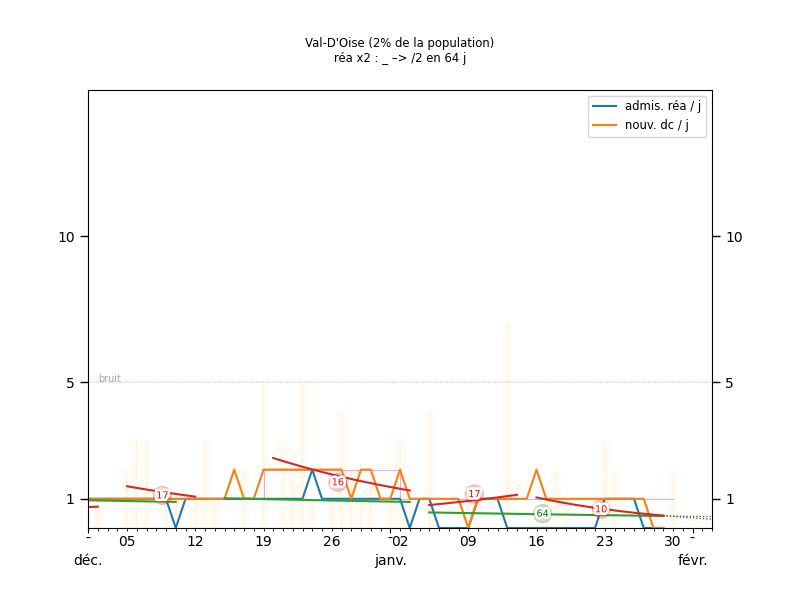 Val-D'Oise (2% de la population)
réa x2 : _ –> /2 en 64 j
admis. réa / j
nouv. dc / j
10 10
bruit
5 5
16
17 17
10
64
1 1
- 05 12 19 26 -02 09 16 23 30 -
déc. janv. févr.